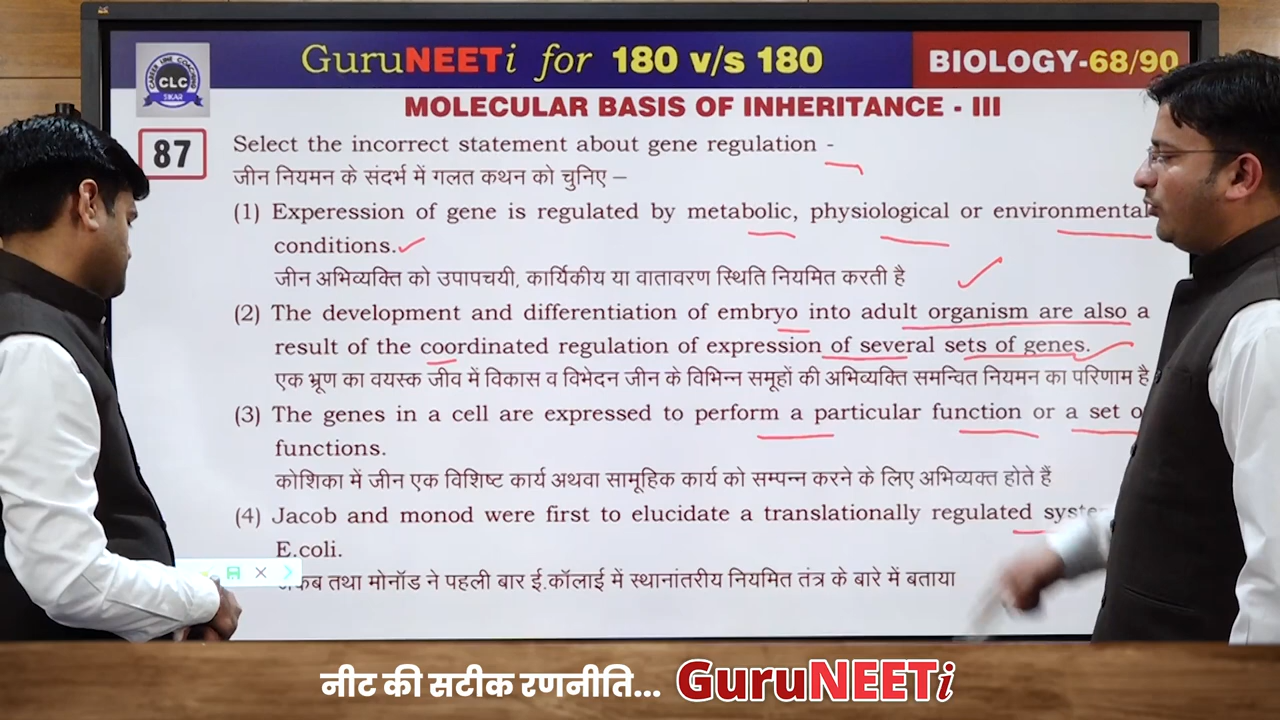 GuruNEETi for 180 v/s 180
BIOLOGY-68/90
CAREER LINE COACHING
CLC
SIKAR
MOLECULAR BASIS OF INHERITANCE - III
87
Select the incorrect statement about gene regulation -
जीन नियमन के संदर्भ में गलत कथन को चुनिए –
(1) Experession of gene is regulated by metabolic, physiological or environmental
conditions.
जीन अभिव्यक्ति को उपापचयी, कार्यिकीय या वातावरण स्थिति नियमित करती है
(2) The development and differentiation of embryo into adult organism are also a
result of the coordinated regulation of expression of several sets of genes.
एक भ्रूण का वयस्क जीव में विकास व विभेदन जीन के विभिन्न समूहों की अभिव्यक्ति समन्वित नियमन का परिणाम है
(3) The genes in a cell are expressed to perform a particular function or a set
functions.
कोशिका में जीन एक विशिष्ट कार्य अथवा सामूहिक कार्य को सम्पन्न करने के लिए अभिव्यक्त होते हैं
(4) Jacob and monod were first to elucidate a translationally regulated
E.coli.
तथा मोनॉड ने पहली बार ई.कॉलाई में स्थानांतरीय नियमित तंत्र के बारे में बताया
नीट की सटीक रणनीति... GuruNEETi